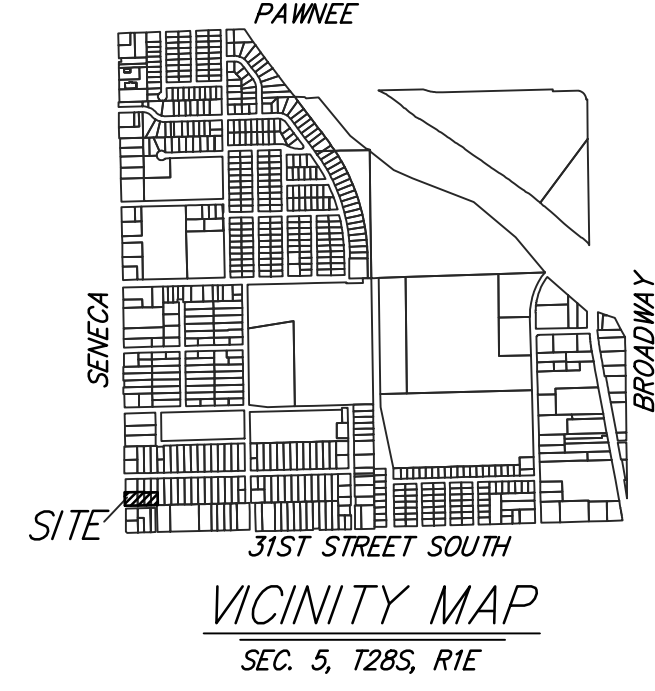 PAWNEE
SENECA
BROADWAY
SITE
31ST STREET SOUTH
VICINITY MAP
SEC. 5, T28S, R1E